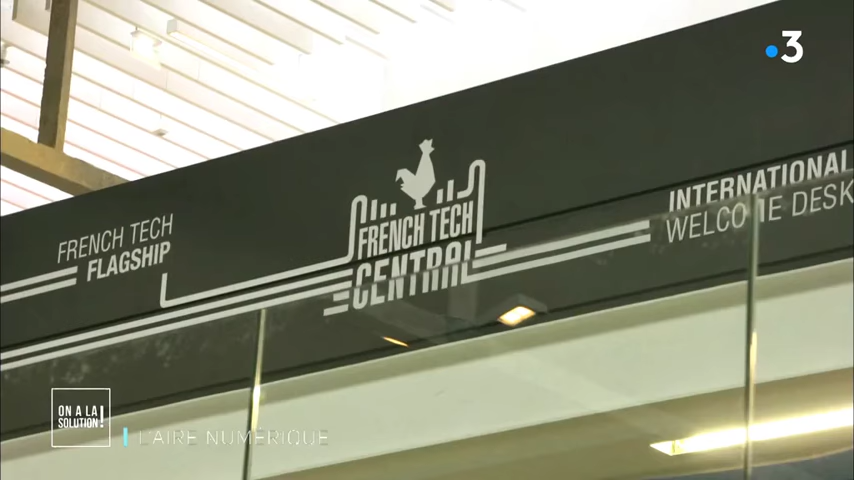 3
FRENCH TECH
FLAGSHIP
FRENCH TECH
CENTRAL
INTERNATIONAL
WELCOME DESK
ON A LA
SOLUTION!
L'AIRE NUMÉRIQUE